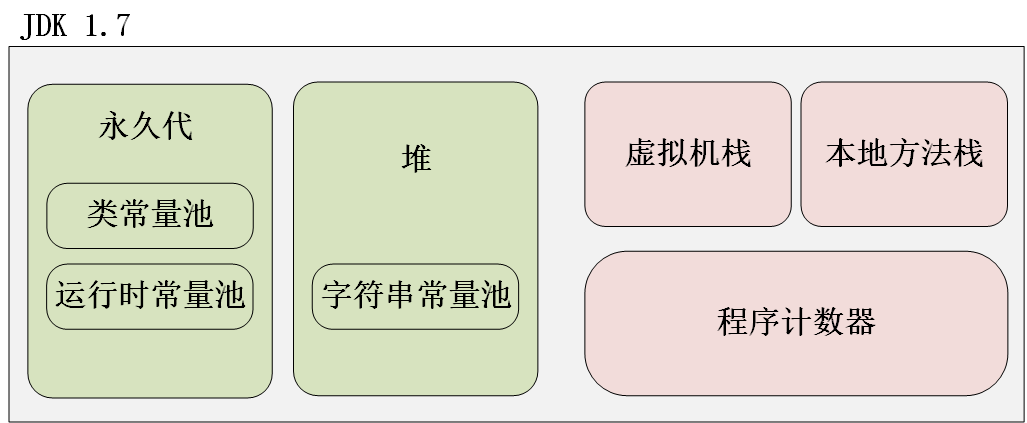 JDK 1.7
永久代
类常量池
运行时常量池
堆
字符串常量池
虚拟机栈
本地方法栈
程序计数器